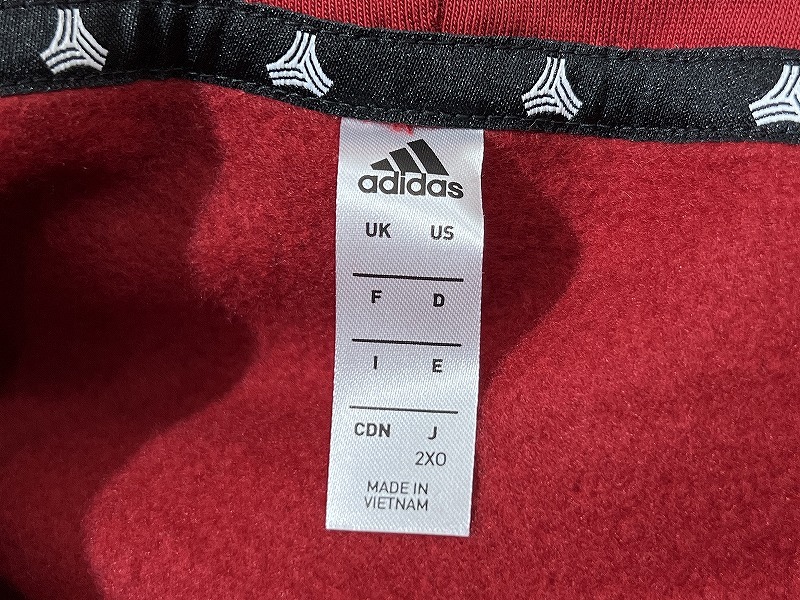 adidas
UK US
F D
I E
CDN J
2XO
MADE IN
VIETNAM